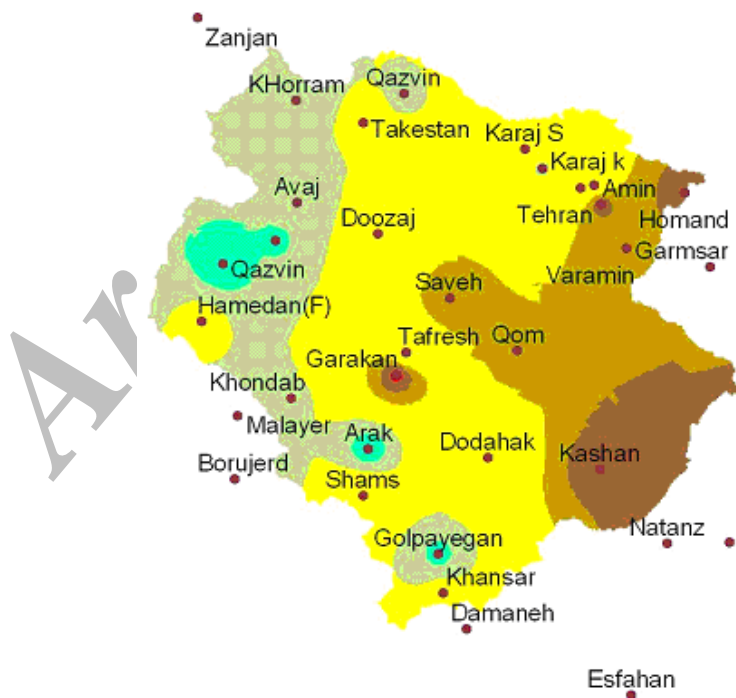 Zanjan
KHorram
Qazvin
Takestan
Karaj S
Karaj k
Avaj
Amin
Tehran
Homand
Doozaj
Garmsar
Qazvin
Varamin
Saveh
Hamedan(F)
Tafresh
Qom
Garakan
Khondab
Malayer
Arak
Dodahak
Kashan
Borujerd
Shams
Natanz
Golpayegan
Khansar
Damaneh
Esfahan
Ar